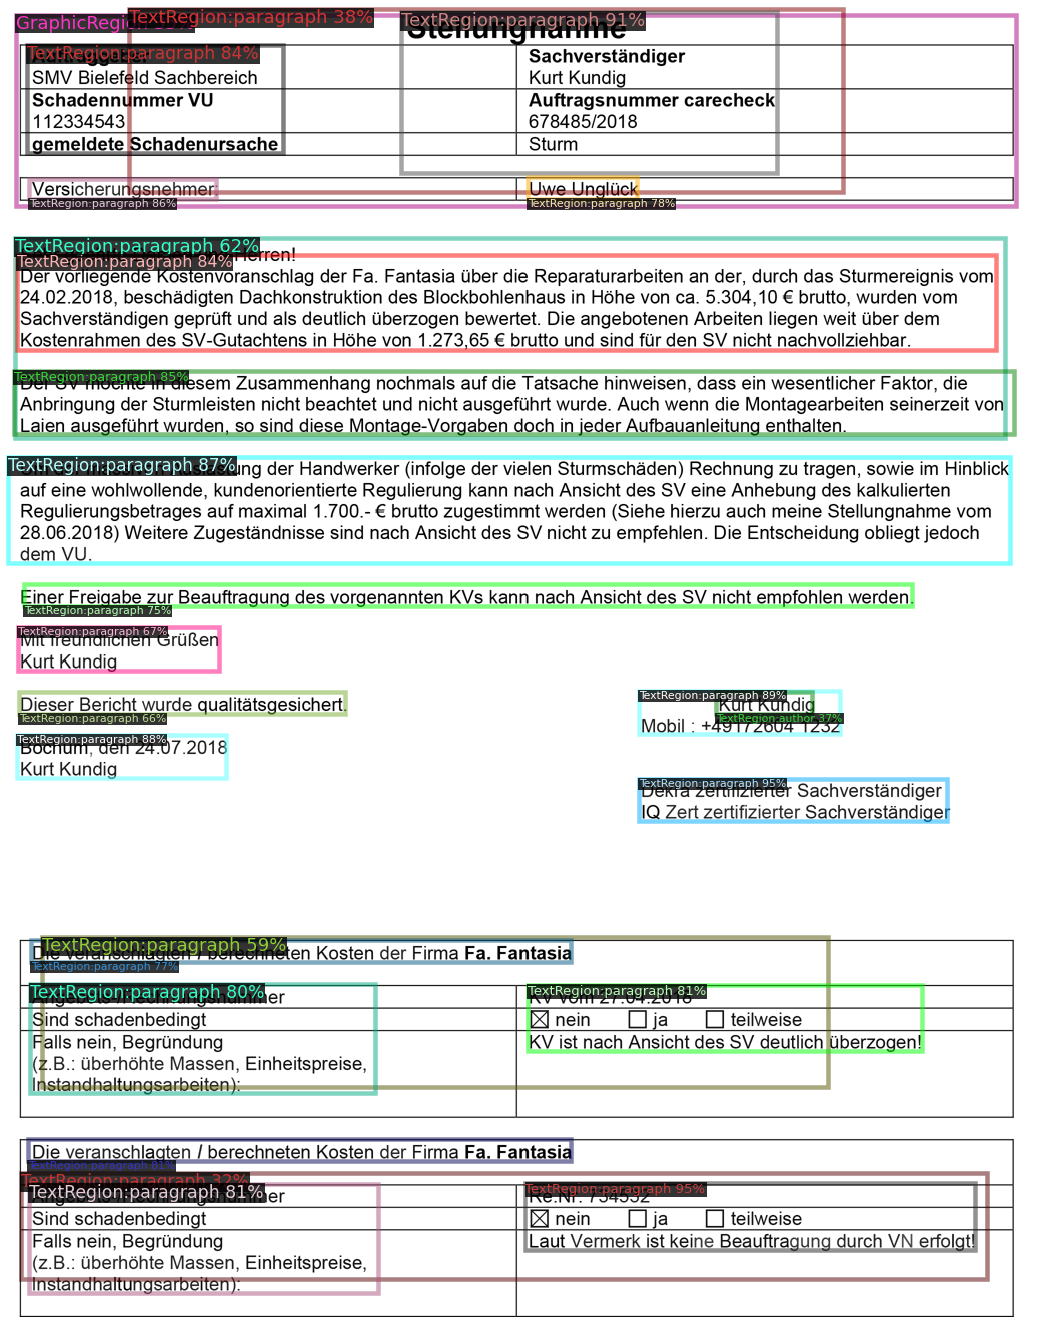 GraphicRegion
TextRegion:paragraph 38%
TextRegion:paragraph 91%
Stellungnahme
TextRegion:paragraph 84%
Sachverständiger
SMV Bielefeld Sachbereich
Kurt Kundig
Schadennummer VU
Auftragsnummer carecheck
112334543
678485/2018
gemeldete Schadenursache
Sturm
Versicherungsnehmer:
Uwe Unglück
TextRegion:paragraph 86%
TextRegion:paragraph 78%
TextRegion:paragraph 62%
Herren!
TextRegion:paragraph 84%
Der vorliegende Kostenvoranschlag der Fa. Fantasia über die Reparaturarbeiten an der, durch das Sturmereignis vom
24.02.2018, beschädigten Dachkonstruktion des Blockbohlenhaus in Höhe von ca. 5.304,10 € brutto, wurden vom
Sachverständigen geprüft und als deutlich überzogen bewertet. Die angebotenen Arbeiten liegen weit über dem
Kostenrahmen des SV-Gutachtens in Höhe von 1.273,65 € brutto und sind für den SV nicht nachvollziehbar.
TextRegion:paragraph 85%
Der SV möchte in diesem Zusammenhang nochmals auf die Tatsache hinweisen, dass ein wesentlicher Faktor, die
Anbringung der Sturmleisten nicht beachtet und nicht ausgeführt wurde. Auch wenn die Montagearbeiten seinerzeit von
Laien ausgeführt wurden, so sind diese Montage-Vorgaben doch in jeder Aufbauanleitung enthalten.
TextRegion:paragraph 87%
der Handwerker (infolge der vielen Sturmschäden) Rechnung zu tragen, sowie im Hinblick
auf eine wohlwollende, kundenorientierte Regulierung kann nach Ansicht des SV eine Anhebung des kalkulierten
Regulierungsbetrages auf maximal 1.700.- € brutto zugestimmt werden (Siehe hierzu auch meine Stellungnahme vom
28.06.2018) Weitere Zugeständnisse sind nach Ansicht des SV nicht zu empfehlen. Die Entscheidung obliegt jedoch
dem VU.
Einer Freigabe zur Beauftragung des vorgenannten KVs kann nach Ansicht des SV nicht empfohlen werden.
TextRegion:paragraph 75%
TextRegion:paragraph 67%
Mit freundlichen Grüßen
Kurt Kundig
Dieser Bericht wurde qualitätsgesichert.
TextRegion:paragraph 66%
TextRegion:paragraph 89%
Kurt Kundig
TextRegion:author 37%
Mobil : +49172604 1232
TextRegion:paragraph 88%
Bochum, den 24.07.2018
Kurt Kundig
TextRegion:paragraph 95%
Dekra zertifizierter Sachverständiger
IQ Zert zertifizierter Sachverständiger
TextRegion:paragraph 59%
Die veranschlagten / berechneten Kosten der Firma Fa. Fantasia
TextRegion:paragraph 77%
TextRegion:paragraph 80%
TextRegion:paragraph 81%
KV vom 27.04.2018
Sind schadenbedingt
nein ja teilweise
Falls nein, Begründung
KV ist nach Ansicht des SV deutlich überzogen!
(z.B.: überhöhte Massen, Einheitspreise,
Instandhaltungsarbeiten):
Die veranschlagten / berechneten Kosten der Firma Fa. Fantasia
TextRegion:paragraph 81%
TextRegion:paragraph 32%
TextRegion:paragraph 81%
TextRegion:paragraph 95%
Re.Nr.
Sind schadenbedingt
nein ja teilweise
Falls nein, Begründung
Laut Vermerk ist keine Beauftragung durch VN erfolgt!
(z.B.: überhöhte Massen, Einheitspreise,
Instandhaltungsarbeiten):